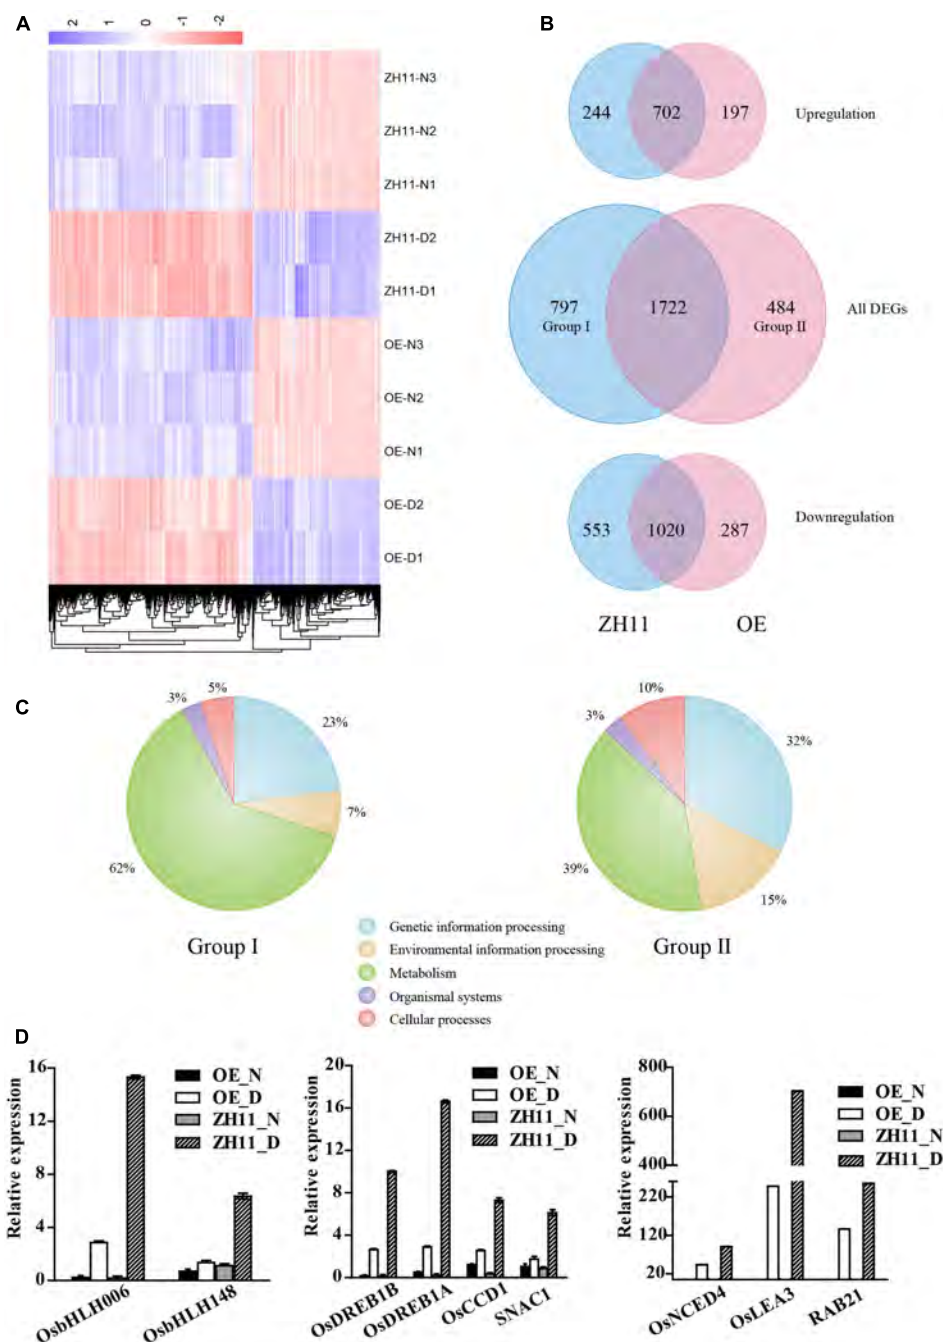 A
2 1 0 -1 -2
ZH11-N3
ZH11-N2
ZH11-N1
ZH11-D2
ZH11-D1
OE-N3
OE-N2
OE-N1
OE-D2
OE-D1
B
244 702 197 Upregulation
797 1722 484 All DEGs
Group I Group II
553 1020 287 Downregulation
ZH11 OE
C
3% 5% 23% 7% 62%
Group I
3% 10% 32% 15% 39%
Group II
Genetic information processing
Environmental information processing
Metabolism
Organismal systems
Cellular processes
D
Relative expression
16
12
8
4
0
OE_N
OE_D
ZH11_N
ZH11_D
OsbHLH006 OsbHLH148
Relative expression
20
16
12
8
4
0
OE_N
OE_D
ZH11_N
ZH11_D
OsDREB1B OsDREB1A OsCCD1 SNAC1
Relative expression
800
600
400
220
120
20
OE_N
OE_D
ZH11_N
ZH11_D
OsNCED4 OsLEA3 RAB21